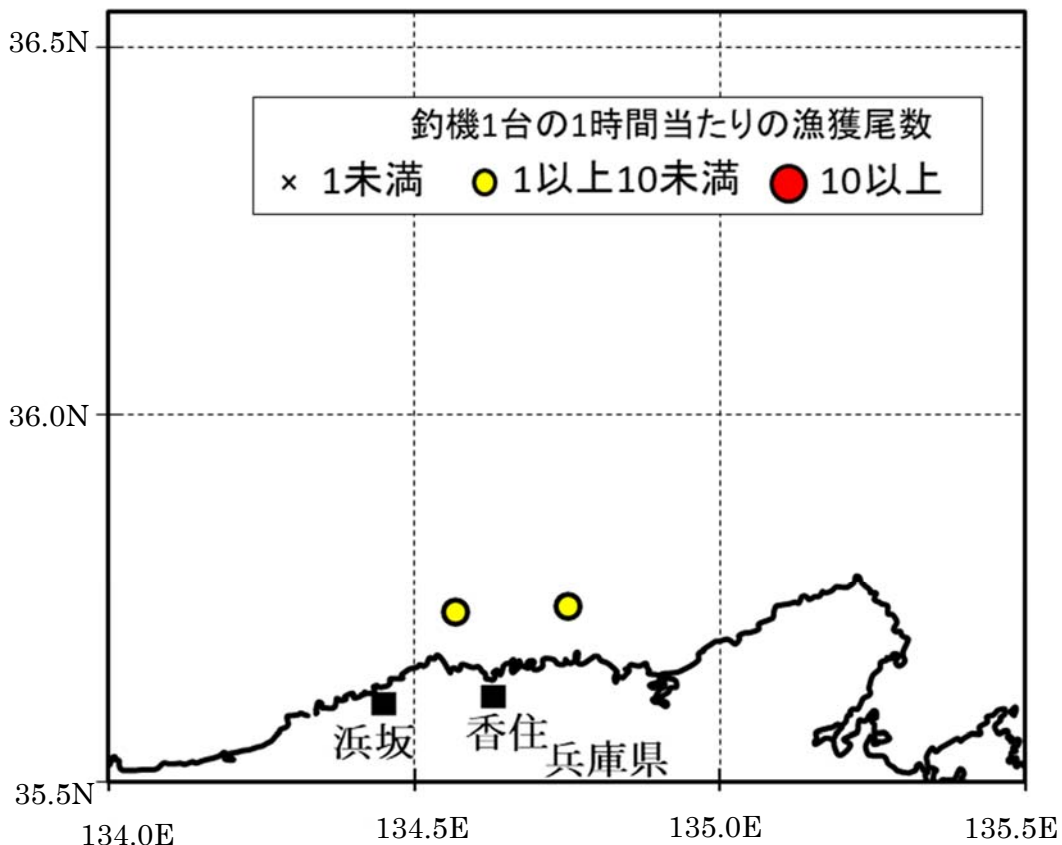 36.5N
釣機1台の1時間当たりの漁獲尾数
× 1未満 1以上10未満 10以上
36.0N
浜坂
香住
兵庫県
35.5N
134.0E
134.5E
135.0E
135.5E